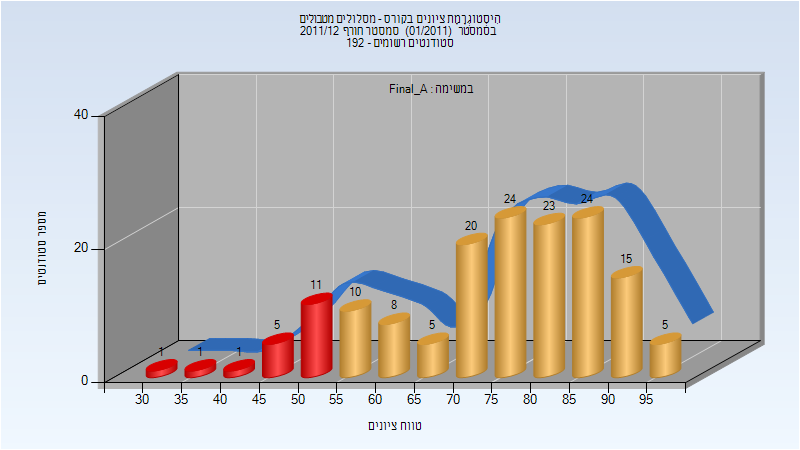 היסטוגרמת ציונים בקורס - מסלולים מטבולים
בסמסטר (01/2011) סמסטר חורף 2011/12
סטודנטים רשומים - 192
במשימה : Final_A
מספר סטודנטים
40
20
0
1 1 1 5 11 10 8 5 20 24 23 24 15 5
30 35 40 45 50 55 60 65 70 75 80 85 90 95
טווח ציונים